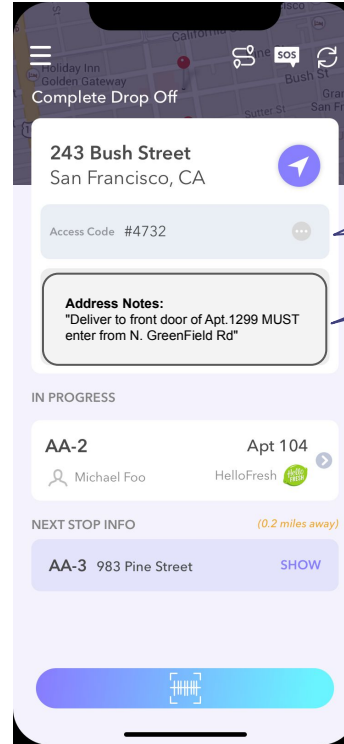 California
Holiday Inn
Golden Gateway
SOS
Bush St
Sutter St
Complete Drop Off
243 Bush Street
San Francisco, CA
Access Code #4732
Address Notes:
"Deliver to front door of Apt.1299 MUST
enter from N. GreenField Rd"
IN PROGRESS
AA-2 Apt 104
Michael Foo HelloFresh
Hello
FRESH
NEXT STOP INFO (0.2 miles away)
AA-3 983 Pine Street SHOW